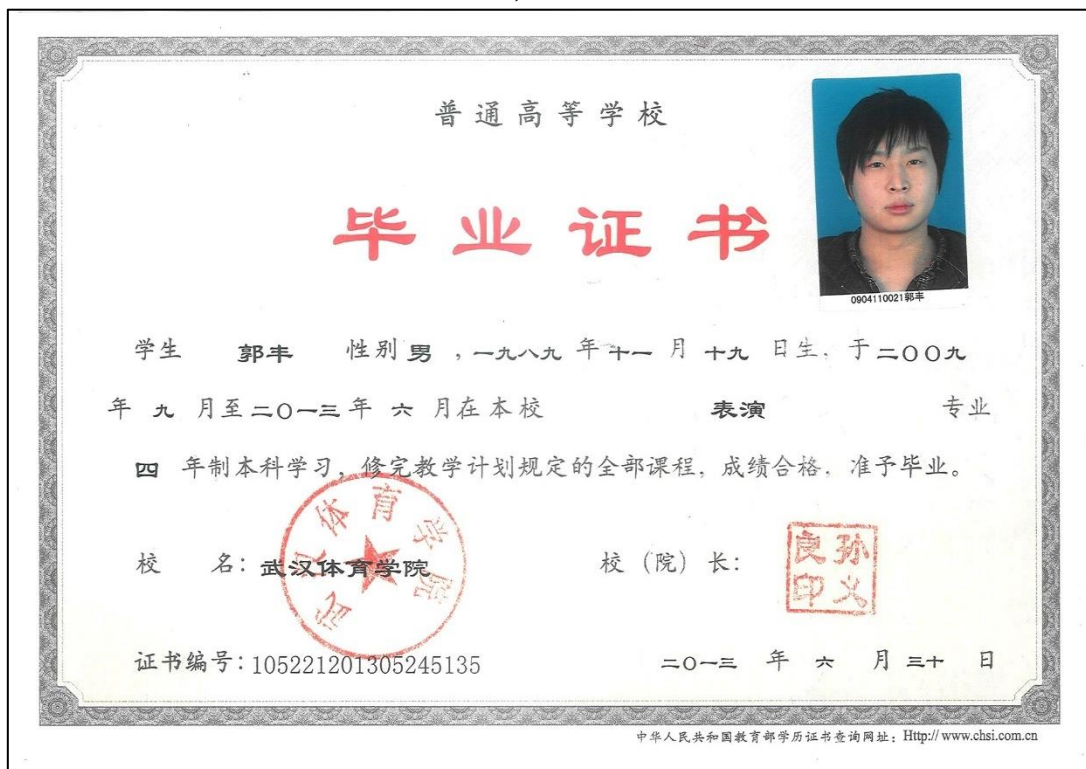 普通高等学校
毕业证书
0904110021郭丰
学生 郭丰 性别 男 ,一九八九 年 十一 月 十九 日生, 于 二〇〇九
年 九 月至 二〇一三 年 六 月在本校 表演 专业
四 年制本科学习, 修完教学计划规定的全部课程, 成绩合格, 准予毕业。
武汉体育学院
校 名: 武汉体育学院 校（院）长: 孙义良印
证书编号: 105221201305245135 二〇一三 年 六 月 三十 日
中华人民共和国教育部学历证书查询网址: Http://www.chsi.com.cn